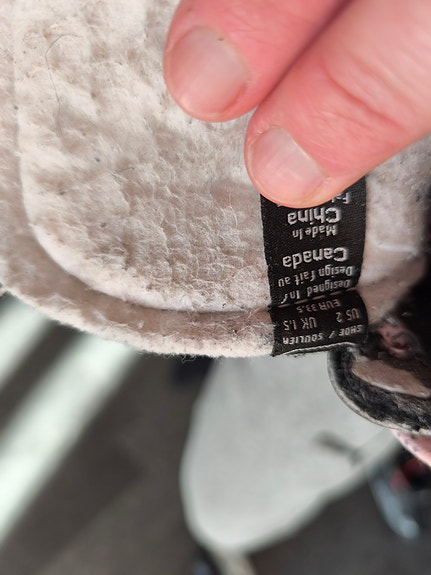 SHOE / SOULIER
US 2 UK 1.5
EUR 33.5
Designed In /
Design fait au
Canada
Made In
China